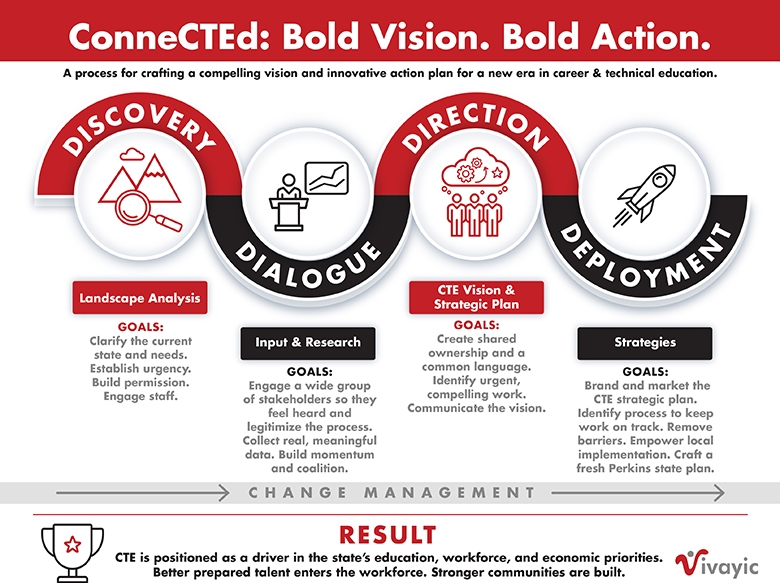 ConneCTEd: Bold Vision. Bold Action.
A process for crafting a compelling vision and innovative action plan for a new era in career & technical education.
DISCOVERY
DIALOGUE
DIRECTION
DEPLOYMENT
Landscape Analysis
GOALS:
Clarify the current
state and needs.
Establish urgency.
Build permission.
Engage staff.
Input & Research
GOALS:
Engage a wide group
of stakeholders so they
feel heard and
legitimize the process.
Collect real, meaningful
data. Build momentum
and coalition.
CTE Vision &
Strategic Plan
GOALS:
Create shared
ownership and a
common language.
Identify urgent,
compelling work.
Communicate the vision.
Strategies
GOALS:
Brand and market the
CTE strategic plan.
Identify process to keep
work on track. Remove
barriers. Empower local
implementation. Craft a
fresh Perkins state plan.
CHANGE MANAGEMENT
RESULT
CTE is positioned as a driver in the state's education, workforce, and economic priorities.
Better prepared talent enters the workforce. Stronger communities are built.
Vivayic